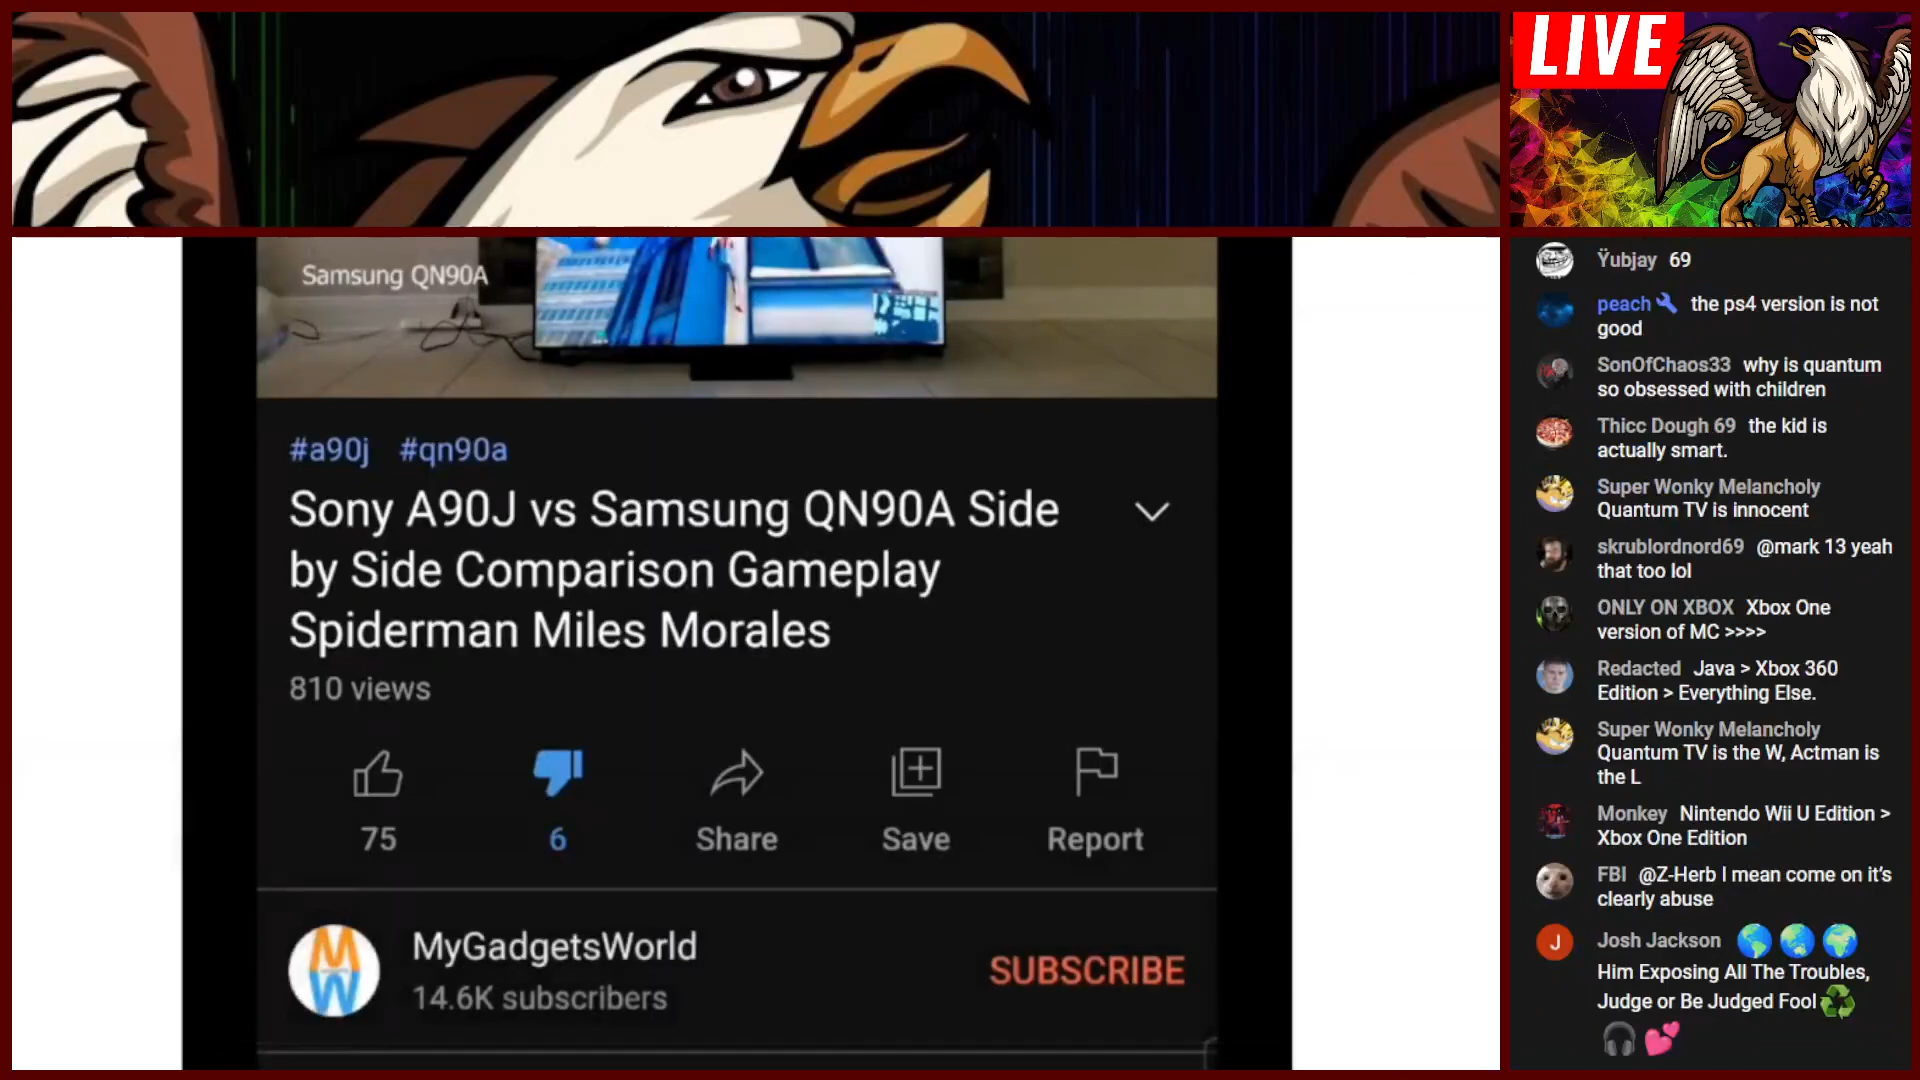 LIVE
Samsung QN90A
#a90j #qn90a
Sony A90J vs Samsung QN90A Side
by Side Comparison Gameplay
Spiderman Miles Morales
810 views
75
6
Share
Save
Report
MW
MyGadgetsWorld
14.6K subscribers
SUBSCRIBE
Ÿubjay 69
peach the ps4 version is not
good
SonOfChaos33 why is quantum
so obsessed with children
Thicc Dough 69 the kid is
actually smart.
Super Wonky Melancholy
Quantum TV is innocent
skrublordnord69 @mark 13 yeah
that too lol
ONLY ON XBOX Xbox One
version of MC >>>>
Redacted Java > Xbox 360
Edition > Everything Else.
Super Wonky Melancholy
Quantum TV is the W, Actman is
the L
Monkey Nintendo Wii U Edition >
Xbox One Edition
FBI @Z-Herb I mean come on it's
clearly abuse
J
Josh Jackson 🌎 🌏 🌍
Him Exposing All The Troubles,
Judge or Be Judged Fool ♻️
🎧 💕